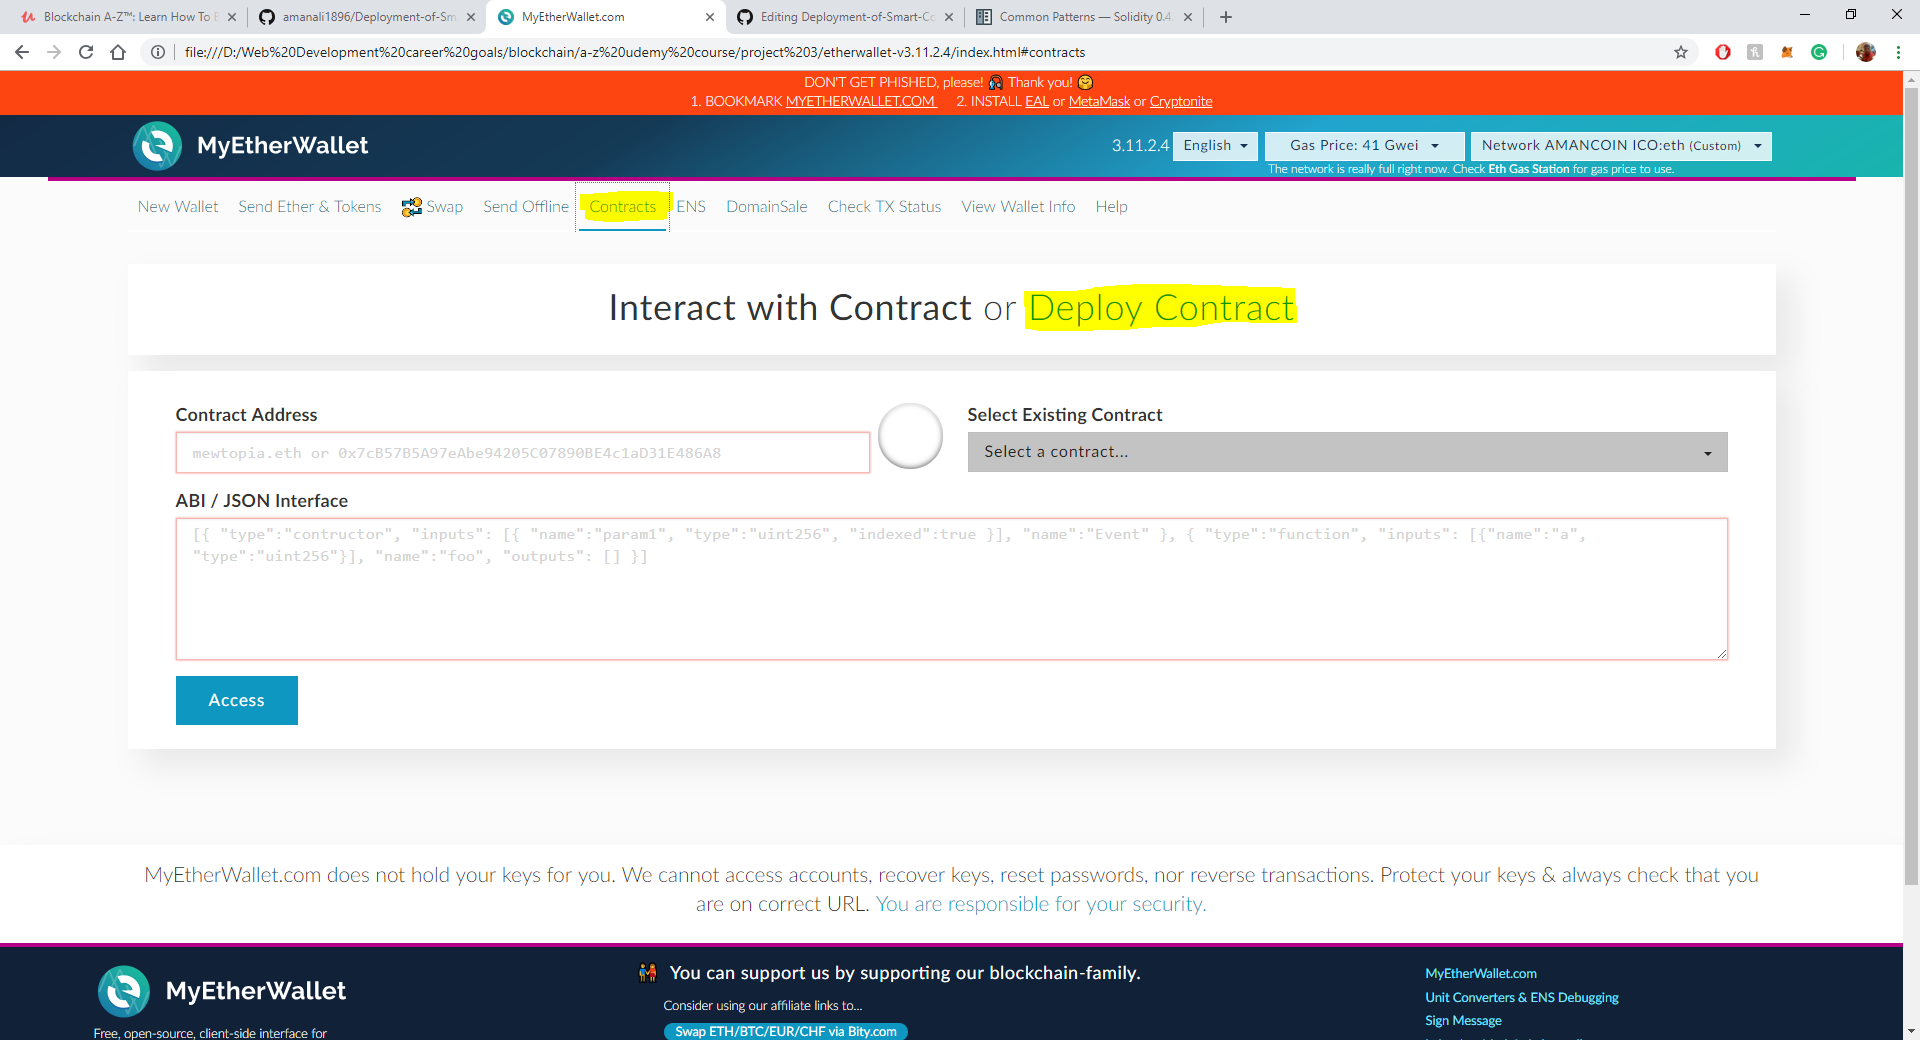 Blockchain A-Z™: Learn How To B
amanali1896/Deployment-of-Sm
MyEtherWallet.com
Editing Deployment-of-Smart-Co
Common Patterns — Solidity 0.4.
file:///D:/Web%20Development%20career%20goals/blockchain/a-z%20udemy%20course/project%203/etherwallet-v3.11.2.4/index.html#contracts
DON'T GET PHISHED, please! Thank you!
1. BOOKMARK MYETHERWALLET.COM 2. INSTALL EAL or MetaMask or Cryptonite
MyEtherWallet
3.11.2.4 English Gas Price: 41 Gwei Network AMANCOIN ICO:eth (Custom)
The network is really full right now. Check Eth Gas Station for gas price to use.
New Wallet Send Ether & Tokens Swap Send Offline Contracts ENS DomainSale Check TX Status View Wallet Info Help
Interact with Contract or Deploy Contract
Contract Address
mewtopia.eth or 0x7cB57B5A97eAbe94205C07890BE4c1aD31E486A8
Select Existing Contract
Select a contract...
ABI / JSON Interface
[{ "type":"contructor", "inputs": [{ "name":"param1", "type":"uint256", "indexed":true }], "name":"Event" }, { "type":"function", "inputs": [{"name":"a",
"type":"uint256"}], "name":"foo", "outputs": [] }]
Access
MyEtherWallet.com does not hold your keys for you. We cannot access accounts, recover keys, reset passwords, nor reverse transactions. Protect your keys & always check that you
are on correct URL. You are responsible for your security.
MyEtherWallet
Free, open-source, client-side interface for
You can support us by supporting our blockchain-family.
Consider using our affiliate links to...
Swap ETH/BTC/EUR/CHF via Bity.com
MyEtherWallet.com
Unit Converters & ENS Debugging
Sign Message